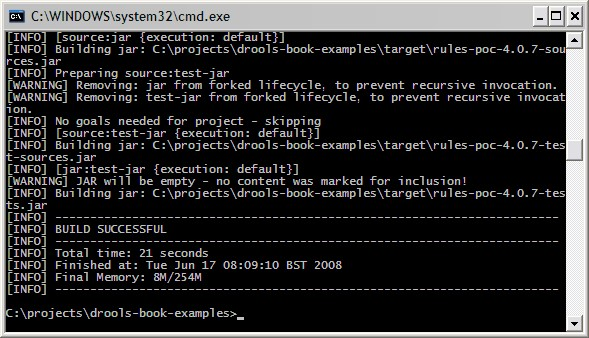 C:\WINDOWS\system32\cmd.exe
[INFO] [source:jar {execution: default}]
[INFO] Building jar: C:\projects\drools-book-examples\target\rules-poc-4.0.7-sou
rces.jar
[INFO] Preparing source:test-jar
[WARNING] Removing: jar from forked lifecycle, to prevent recursive invocation.
[WARNING] Removing: test-jar from forked lifecycle, to prevent recursive invocat
ion.
[INFO] No goals needed for project - skipping
[INFO] [source:test-jar {execution: default}]
[INFO] Building jar: C:\projects\drools-book-examples\target\rules-poc-4.0.7-tes
t-sources.jar
[INFO] [jar:test-jar {execution: default}]
[WARNING] JAR will be empty - no content was marked for inclusion!
[INFO] Building jar: C:\projects\drools-book-examples\target\rules-poc-4.0.7-tes
ts.jar
[INFO] ------------------------------------------------------------------------
[INFO] BUILD SUCCESSFUL
[INFO] ------------------------------------------------------------------------
[INFO] Total time: 21 seconds
[INFO] Finished at: Tue Jun 17 08:09:10 BST 2008
[INFO] Final Memory: 8M/254M
[INFO] ------------------------------------------------------------------------
C:\projects\drools-book-examples>_